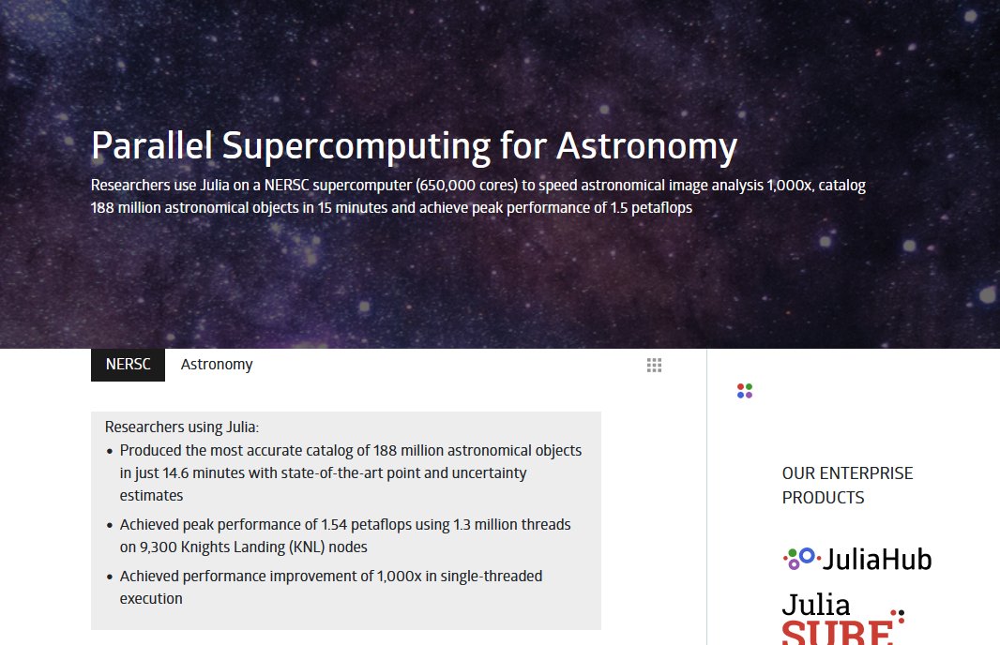 Parallel Supercomputing for Astronomy
Researchers use Julia on a NERSC supercomputer (650,000 cores) to speed astronomical image analysis 1,000x, catalog
188 million astronomical objects in 15 minutes and achieve peak performance of 1.5 petaflops
NERSC
Astronomy
Researchers using Julia:
• Produced the most accurate catalog of 188 million astronomical objects
in just 14.6 minutes with state-of-the-art point and uncertainty
estimates
• Achieved peak performance of 1.54 petaflops using 1.3 million threads
on 9,300 Knights Landing (KNL) nodes
• Achieved performance improvement of 1,000x in single-threaded
execution
OUR ENTERPRISE
PRODUCTS
JuliaHub
Julia
SURE